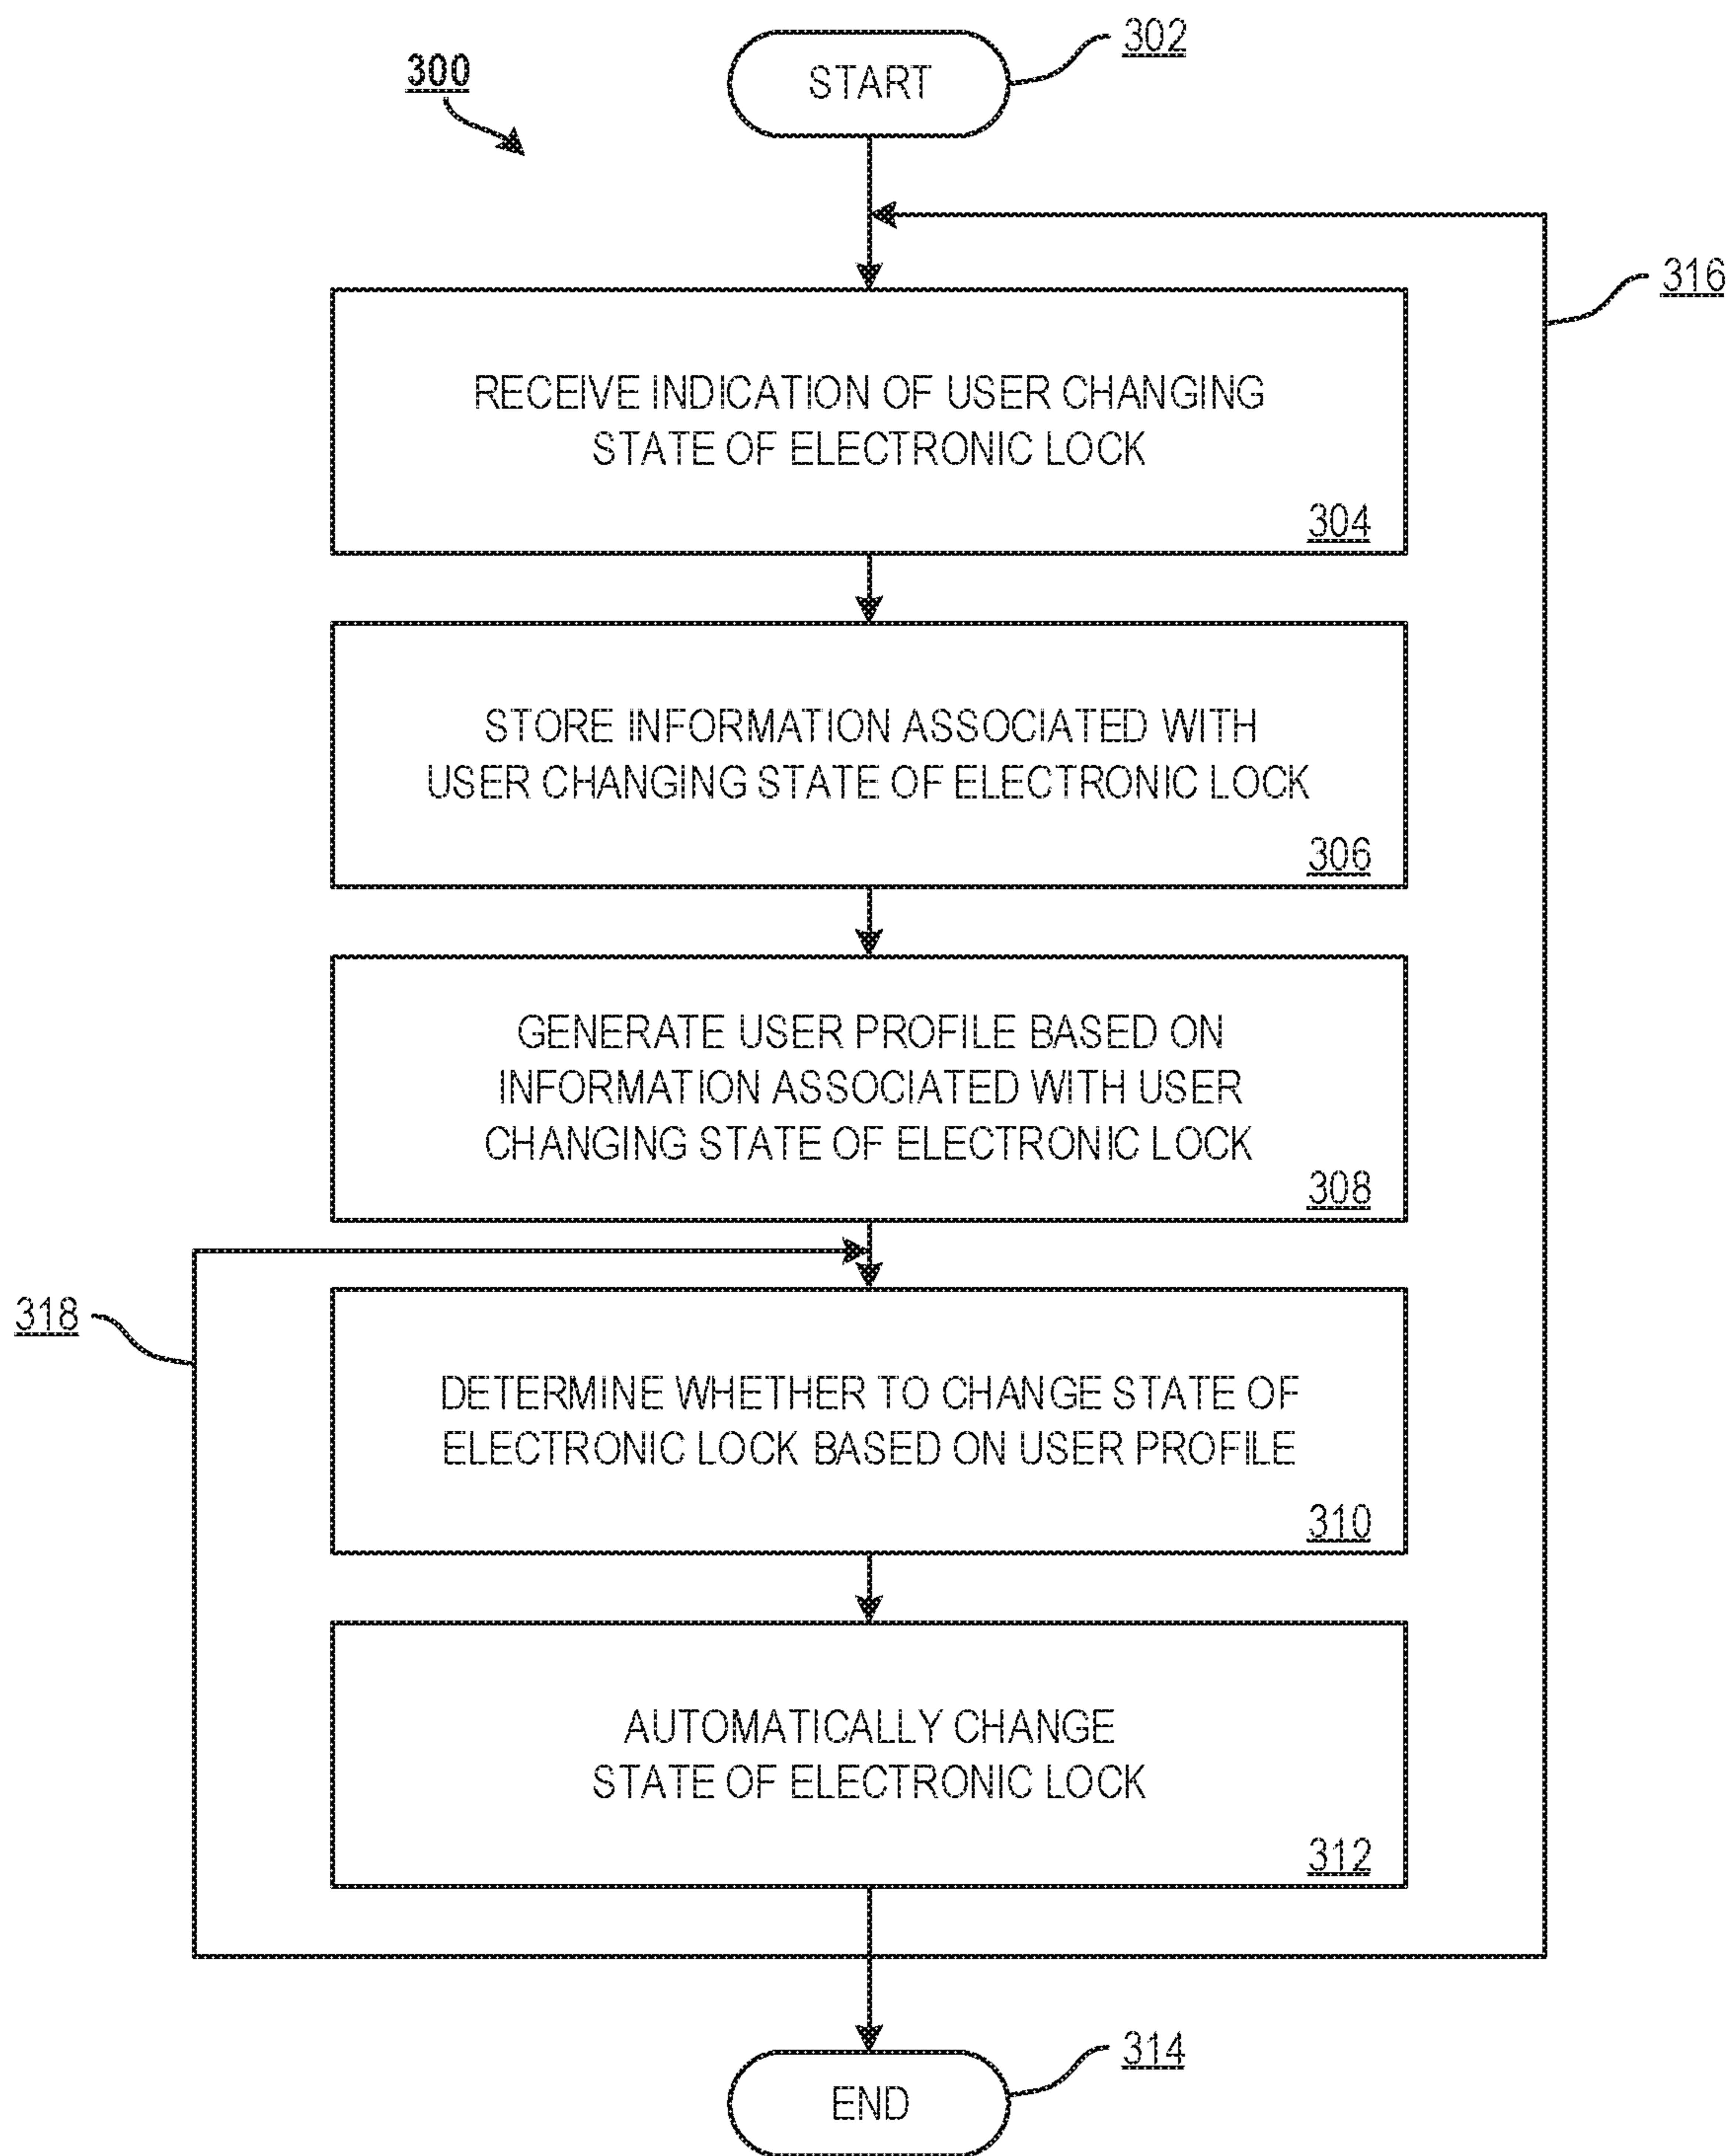 300
302
START
316
RECEIVE INDICATION OF USER CHANGING
STATE OF ELECTRONIC LOCK
304
STORE INFORMATION ASSOCIATED WITH
USER CHANGING STATE OF ELECTRONIC LOCK
306
GENERATE USER PROFILE BASED ON
INFORMATION ASSOCIATED WITH USER
CHANGING STATE OF ELECTRONIC LOCK
308
318
DETERMINE WHETHER TO CHANGE STATE OF
ELECTRONIC LOCK BASED ON USER PROFILE
310
AUTOMATICALLY CHANGE
STATE OF ELECTRONIC LOCK
312
314
END